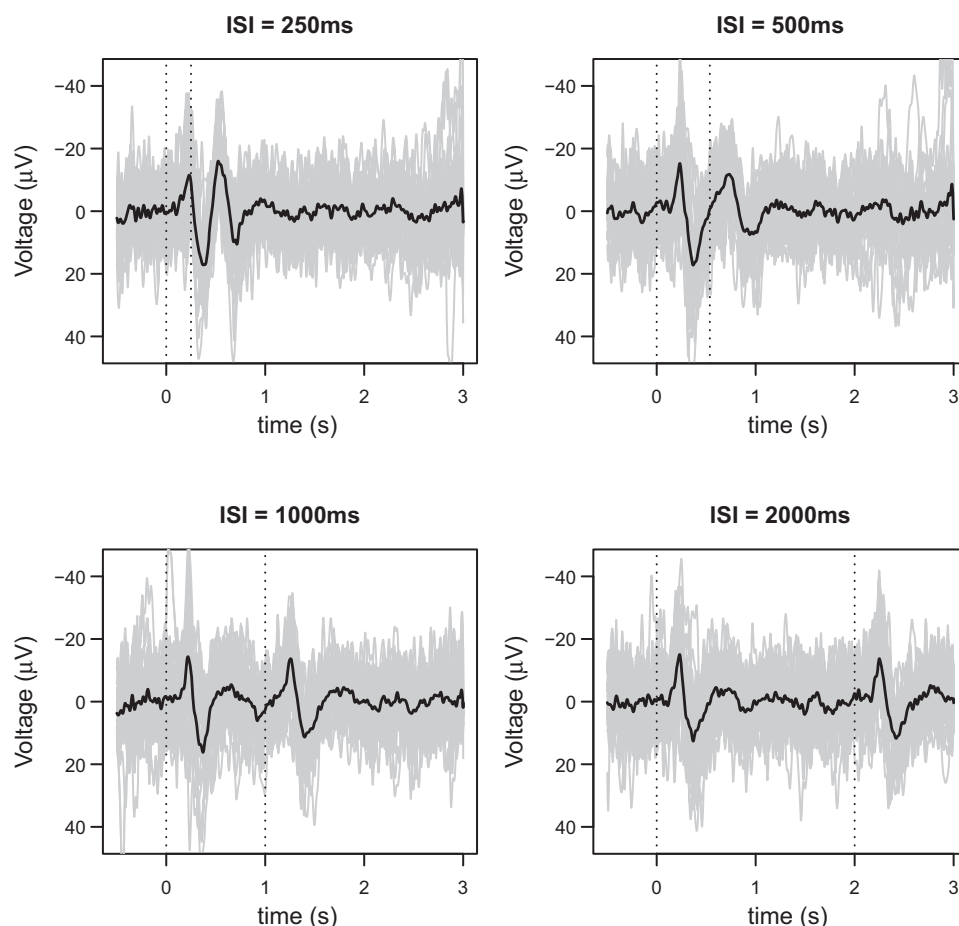 ISI = 250ms
Voltage (μV)
−40
−20
0
20
40
0 1 2 3
time (s)
ISI = 500ms
Voltage (μV)
−40
−20
0
20
40
0 1 2 3
time (s)
ISI = 1000ms
Voltage (μV)
−40
−20
0
20
40
0 1 2 3
time (s)
ISI = 2000ms
Voltage (μV)
−40
−20
0
20
40
0 1 2 3
time (s)